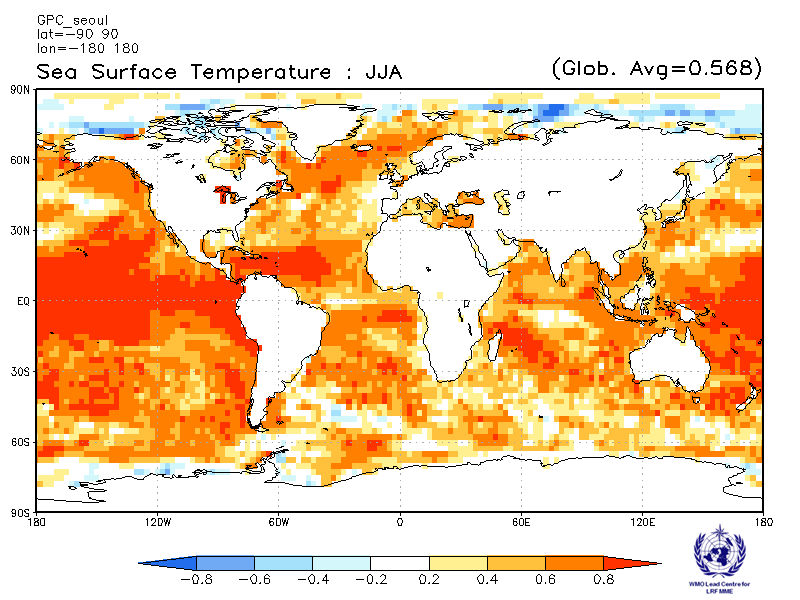 GPC_seoul
lat=-90 90
lon=-180 180
Sea Surface Temperature : JJA
(Glob. Avg=0.568)
90N
60N
30N
EQ
30S
60S
90S
180 120W 60W 0 60E 120E 180
-0.8 -0.6 -0.4 -0.2 0.2 0.4 0.6 0.8
WMO Lead Centre for
LRF MME